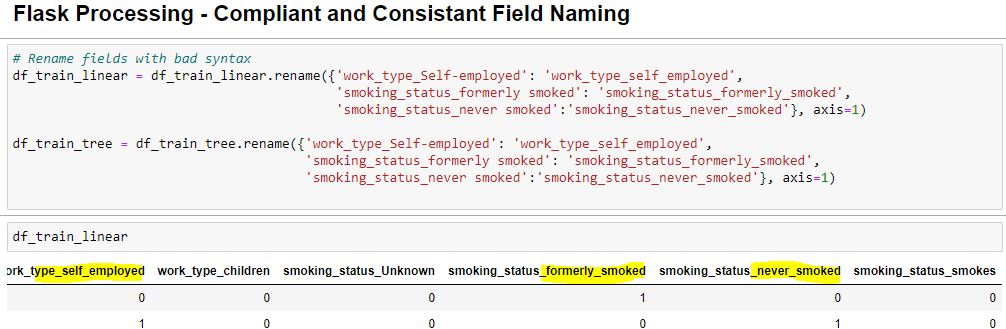 Flask Processing - Compliant and Consistant Field Naming
# Rename fields with bad syntax
df_train_linear = df_train_linear.rename({'work_type_Self-employed': 'work_type_self_employed',
'smoking_status_formerly smoked': 'smoking_status_formerly_smoked',
'smoking_status_never smoked':'smoking_status_never_smoked'}, axis=1)
df_train_tree = df_train_tree.rename({'work_type_Self-employed': 'work_type_self_employed',
'smoking_status_formerly smoked': 'smoking_status_formerly_smoked',
'smoking_status_never smoked':'smoking_status_never_smoked'}, axis=1)
df_train_linear
ork_type_self_employed work_type_children smoking_status_Unknown smoking_status_formerly_smoked smoking_status_never_smoked smoking_status_smokes
0 0 0 1 0 0
1 0 0 0 1 0